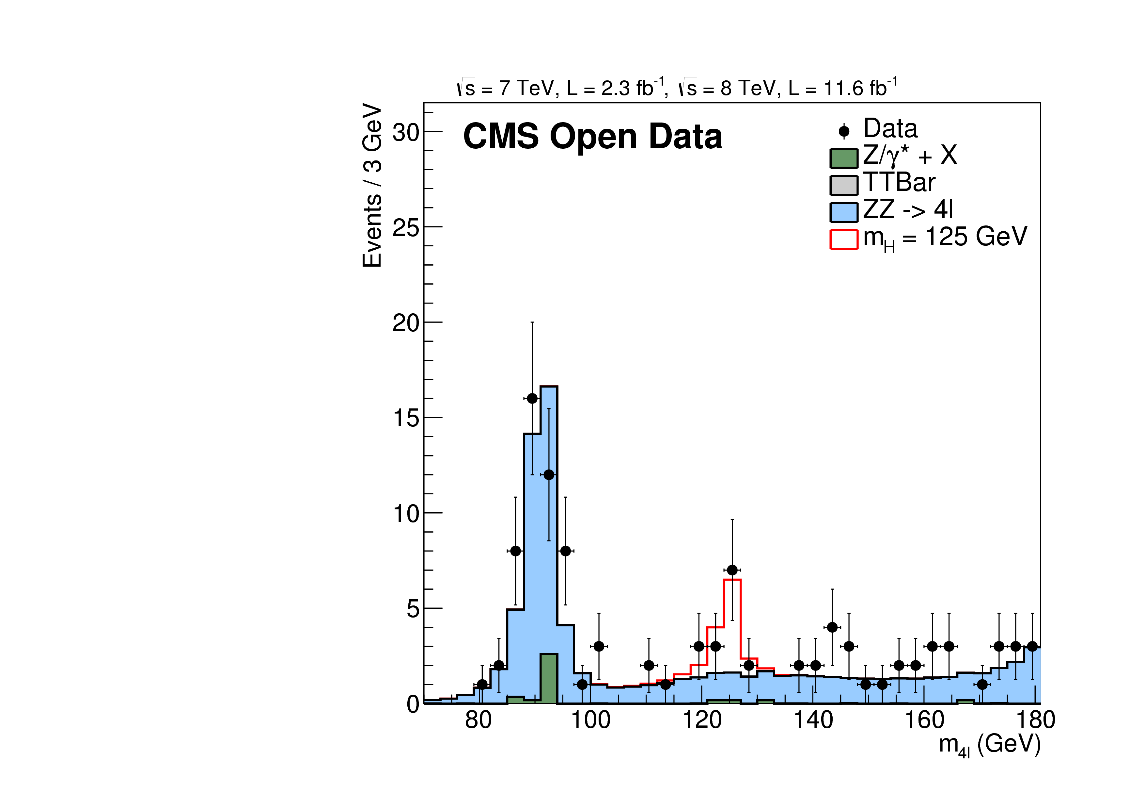 √s = 7 TeV, L = 2.3 fb⁻¹, √s = 8 TeV, L = 11.6 fb⁻¹
CMS Open Data
Data
Z/γ* + X
TTBar
ZZ -> 4l
m_H = 125 GeV
Events / 3 GeV
30
25
20
15
10
5
0
80 100 120 140 160 180
m_4l (GeV)